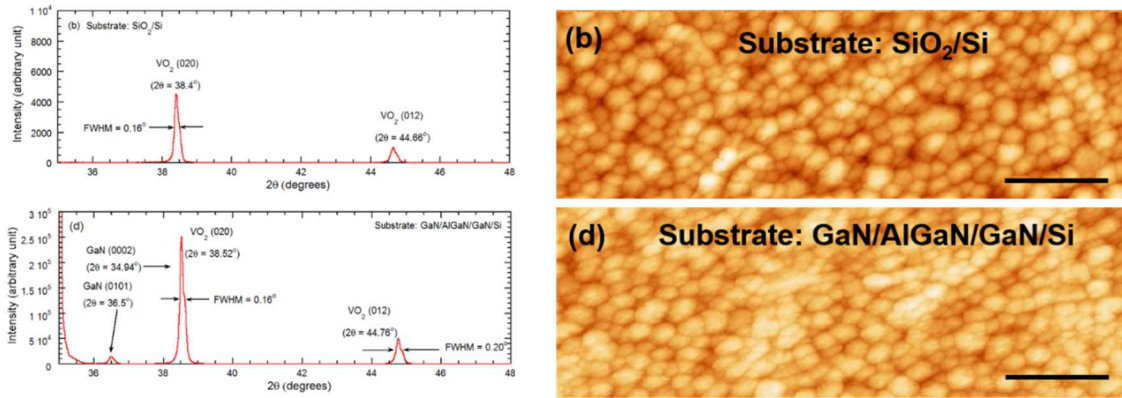 (b) Substrate: SiO₂/Si
VO₂ (020)
(2θ = 38.4°)
FWHM = 0.16°
VO₂ (012)
(2θ = 44.66°)
Intensity (arbitrary unit)
1 10⁴
8000
6000
4000
2000
0
36 38 40 42 44 46 48
2θ (degrees)
(d) Substrate: GaN/AlGaN/GaN/Si
VO₂ (020)
(2θ = 38.52°)
GaN (0002)
(2θ = 34.94°)
GaN (0101)
(2θ = 36.5°)
FWHM = 0.16°
VO₂ (012)
(2θ = 44.76°)
FWHM = 0.20°
Intensity (arbitrary unit)
3 10⁵
2.5 10⁵
2 10⁵
1.5 10⁵
1 10⁵
5 10⁴
0
36 38 40 42 44 46 48
2θ (degrees)
(b) Substrate: SiO₂/Si
(d) Substrate: GaN/AlGaN/GaN/Si